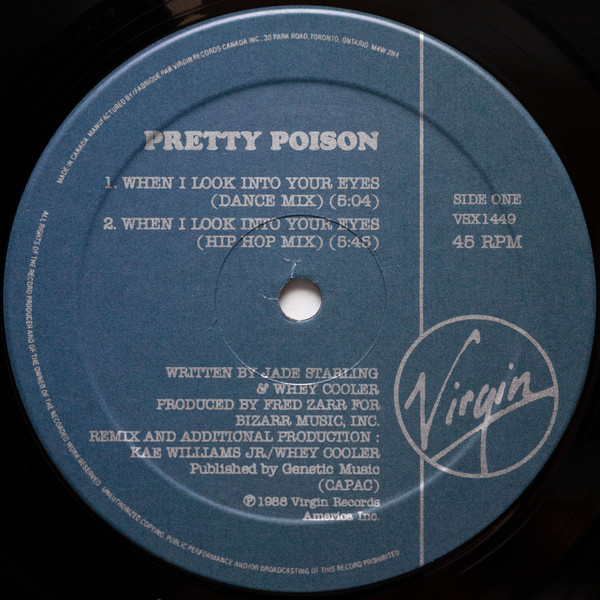 MADE IN CANADA. MANUFACTURED BY/FABRIQUE PAR VIRGIN RECORDS CANADA INC., 30 PARK ROAD, TORONTO, ONTARIO. M4W 2N4
PRETTY POISON
1. WHEN I LOOK INTO YOUR EYES
(DANCE MIX) (5:04)
2. WHEN I LOOK INTO YOUR EYES
(HIP HOP MIX) (5:45)
SIDE ONE
VSX1449
45 RPM
Virgin
WRITTEN BY JADE STARLING
& WHEY COOLER
PRODUCED BY FRED ZARR FOR
BIZARR MUSIC, INC.
REMIX AND ADDITIONAL PRODUCTION :
KAE WILLIAMS JR/WHEY COOLER
Published by Genetic Music
(CAPAC)
℗ 1988 Virgin Records
America Inc.
ALL RIGHTS OF THE RECORD PRODUCER AND OF THE OWNER OF THE RECORDED WORK RESERVED. UNAUTHORIZED COPYING, PUBLIC PERFORMANCE AND/OR BROADCASTING OF THIS RECORD PROHIBITED